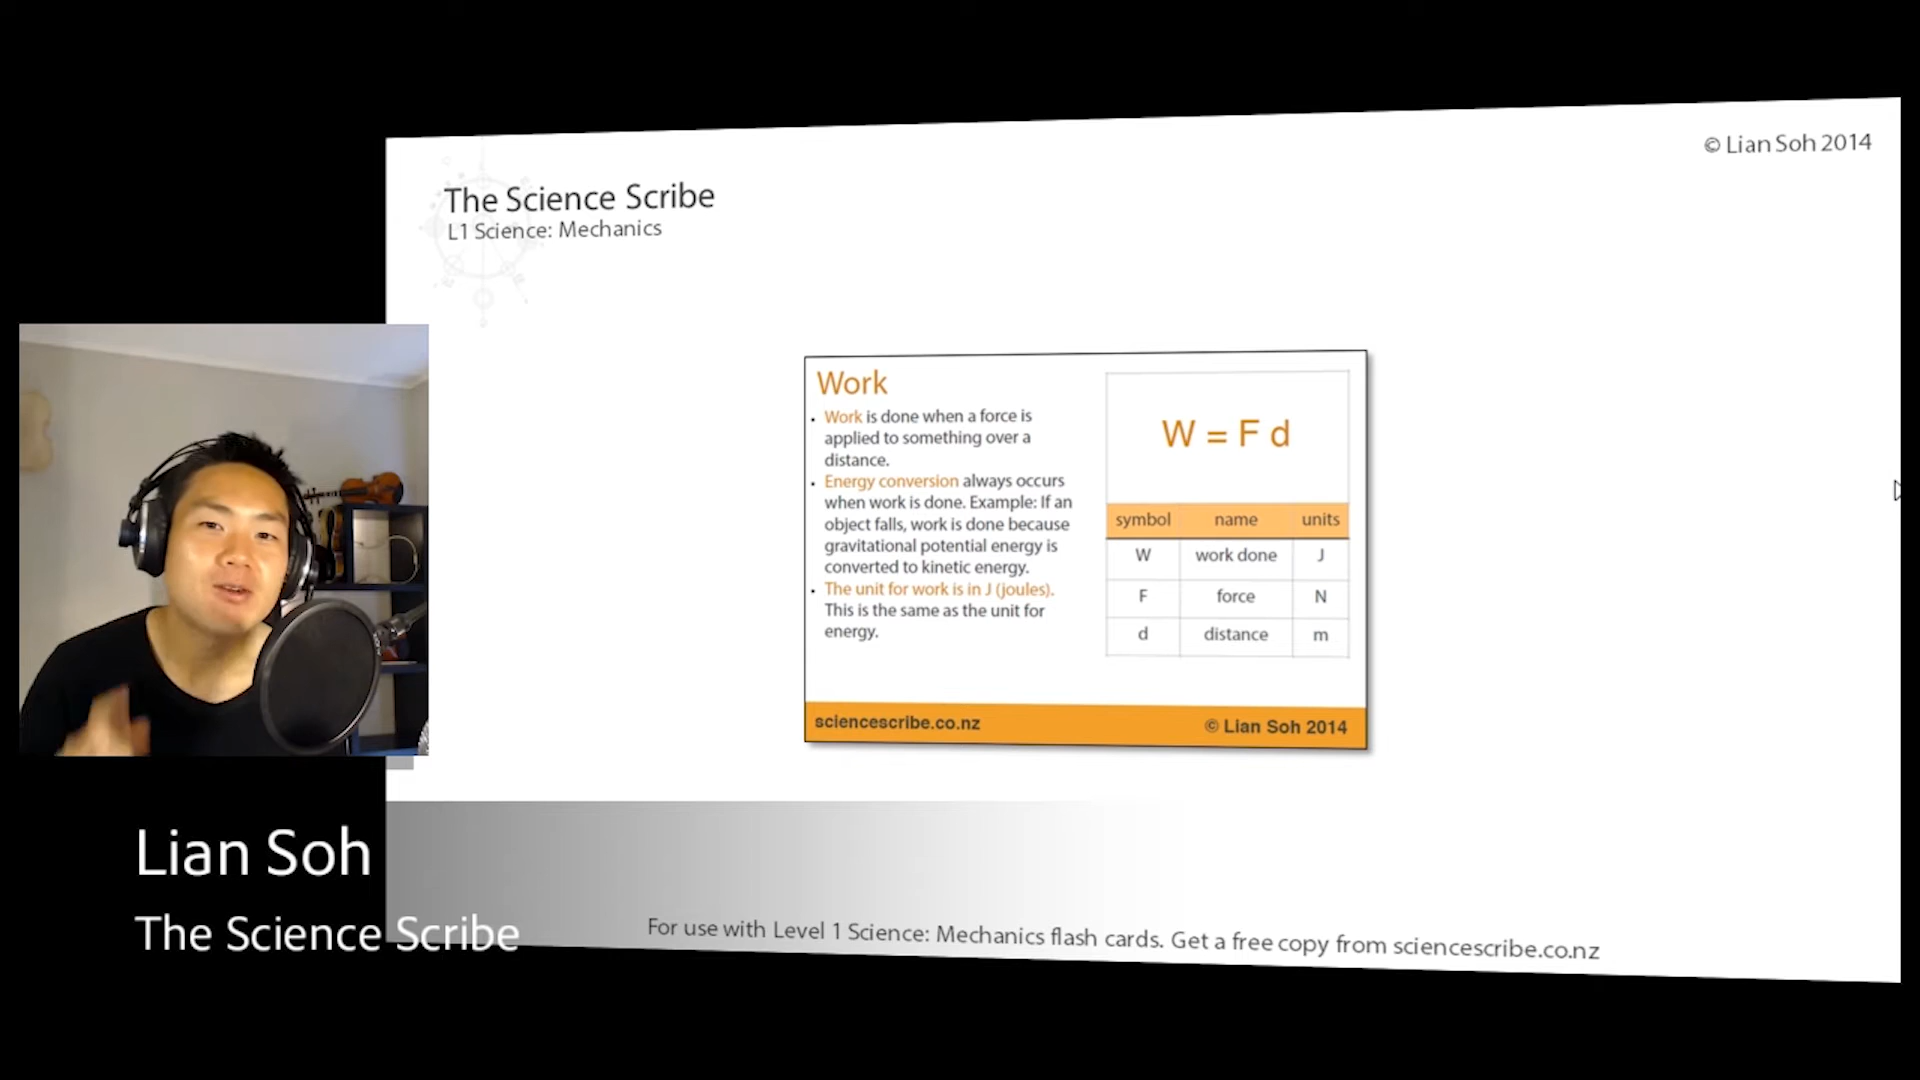 © Lian Soh 2014
The Science Scribe
L1 Science: Mechanics
Work
• Work is done when a force is
applied to something over a
distance.
• Energy conversion always occurs
when work is done. Example: If an
object falls, work is done because
gravitational potential energy is
converted to kinetic energy.
• The unit for work is in J (joules).
This is the same as the unit for
energy.
W = F d
symbol name units
W work done J
F force N
d distance m
sciencescribe.co.nz © Lian Soh 2014
Lian Soh
The Science Scribe
For use with Level 1 Science: Mechanics flash cards. Get a free copy from sciencescribe.co.nz